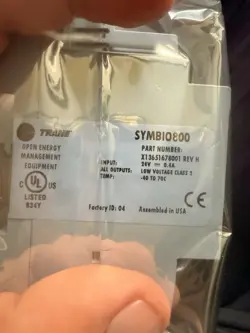 TRANE
SYMBIO800
OPEN ENERGY
MANAGEMENT
EQUIPMENT
PART NUMBER:
X13651678001 REV H
INPUT: 24V = 0.6A
ALL OUTPUTS: LOW VOLTAGE CLASS 2
TEMP: -40 TO 70C
C UL US
LISTED
Factory ID: 04
Assembled in USA
CE